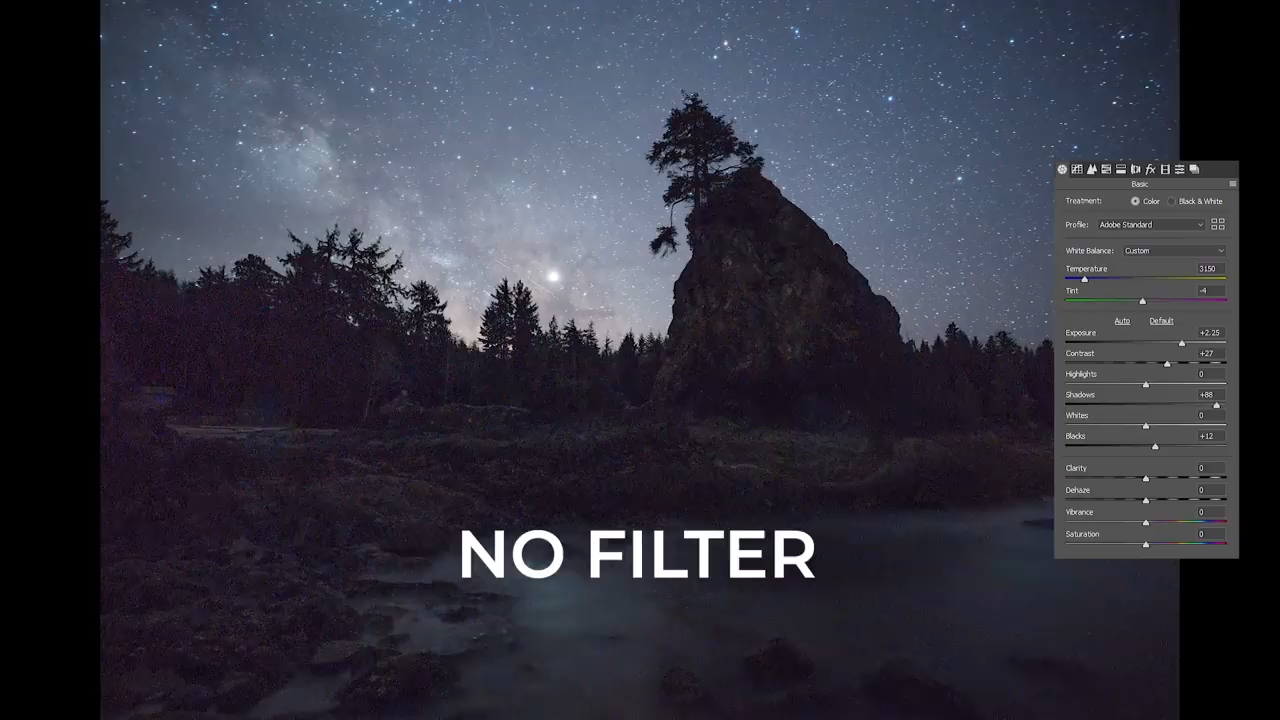 NO FILTER
Basic
Treatment: Color Black & White
Profile: Adobe Standard
White Balance: Custom
Temperature 3150
Tint -4
Auto Default
Exposure +2.25
Contrast +27
Highlights 0
Shadows +88
Whites 0
Blacks +12
Clarity 0
Dehaze 0
Vibrance 0
Saturation 0